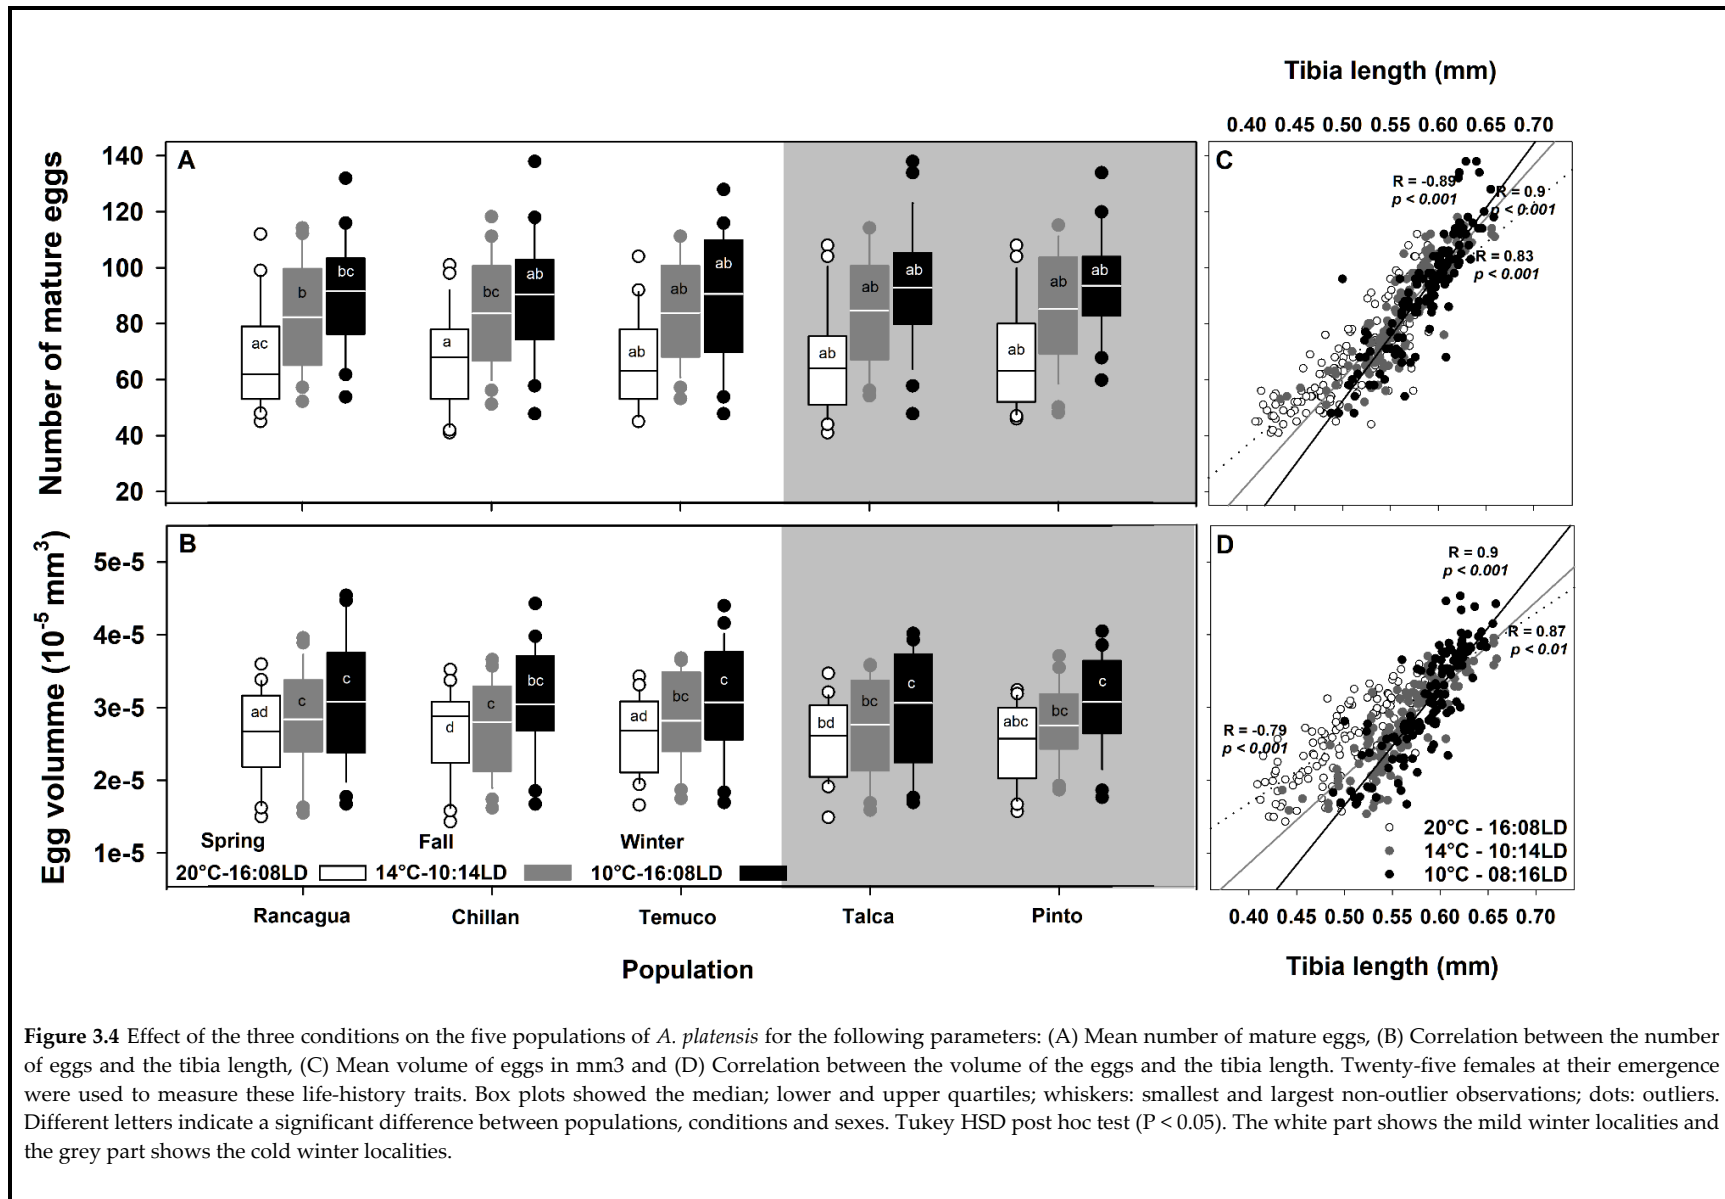 Tibia length (mm)
0.40 0.45 0.50 0.55 0.60 0.65 0.70
Number of mature eggs
140
120
100
80
60
40
20
A
ac
b
bc
a
bc
ab
ab
ab
ab
ab
ab
ab
ab
ab
ab
C
R = -0.89
p < 0.001
R = 0.9
p < 0.001
R = 0.83
p < 0.001
Egg volumme (10-5 mm3)
5e-5
4e-5
3e-5
2e-5
1e-5
B
ad
c
c
d
c
bc
ad
bc
c
bd
bc
c
abc
bc
c
Spring Fall Winter
20°C-16:08LD 14°C-10:14LD 10°C-16:08LD
D
R = 0.9
p < 0.001
R = 0.87
p < 0.01
R = -0.79
p < 0.001
20°C - 16:08LD
14°C - 10:14LD
10°C - 08:16LD
Rancagua Chillan Temuco Talca Pinto
0.40 0.45 0.50 0.55 0.60 0.65 0.70
Population
Tibia length (mm)
Figure 3.4 Effect of the three conditions on the five populations of A. platensis for the following parameters: (A) Mean number of mature eggs, (B) Correlation between the number
of eggs and the tibia length, (C) Mean volume of eggs in mm3 and (D) Correlation between the volume of the eggs and the tibia length. Twenty-five females at their emergence
were used to measure these life-history traits. Box plots showed the median; lower and upper quartiles; whiskers: smallest and largest non-outlier observations; dots: outliers.
Different letters indicate a significant difference between populations, conditions and sexes. Tukey HSD post hoc test (P < 0.05). The white part shows the mild winter localities and
the grey part shows the cold winter localities.